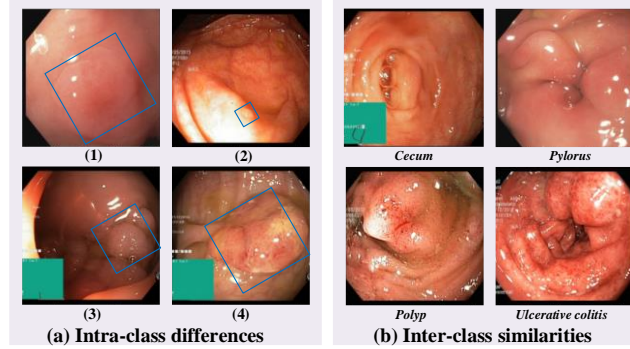 (1)
(2)
Cecum
Pylorus
(3)
(4)
Polyp
Ulcerative colitis
(a) Intra-class differences
(b) Inter-class similarities